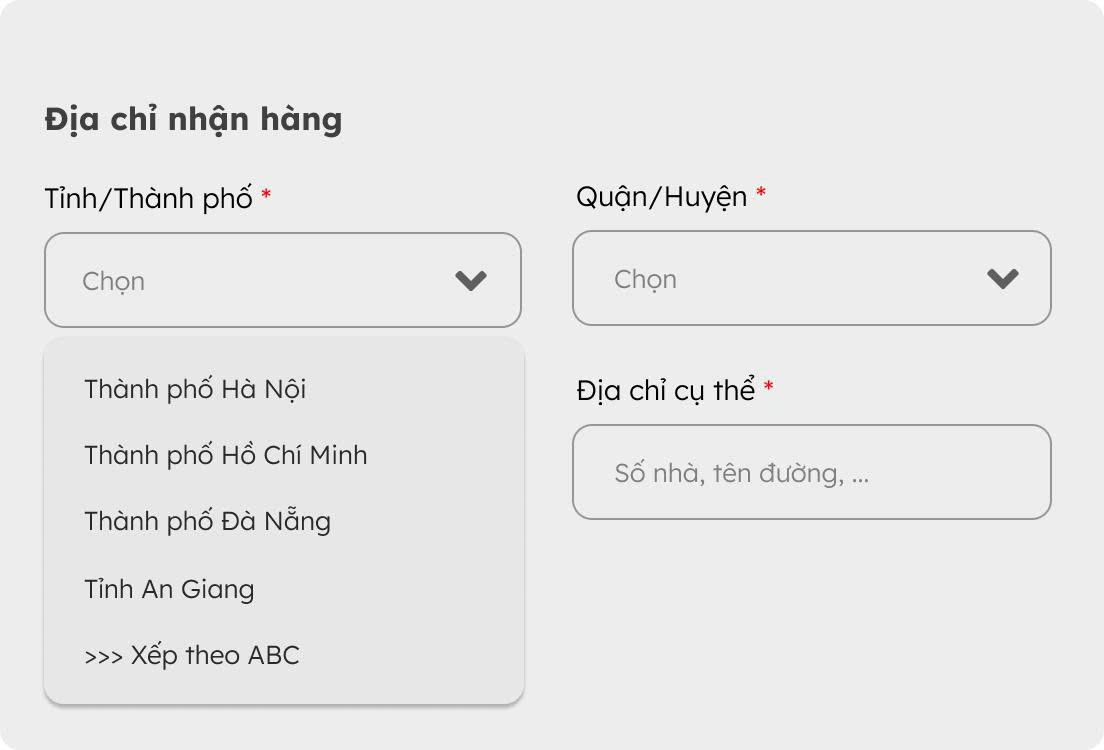 Địa chỉ nhận hàng
Tỉnh/Thành phố *
Quận/Huyện *
Chọn
Chọn
Thành phố Hà Nội
Thành phố Hồ Chí Minh
Thành phố Đà Nẵng
Tỉnh An Giang
>>> Xếp theo ABC
Địa chỉ cụ thể *
Số nhà, tên đường, ...